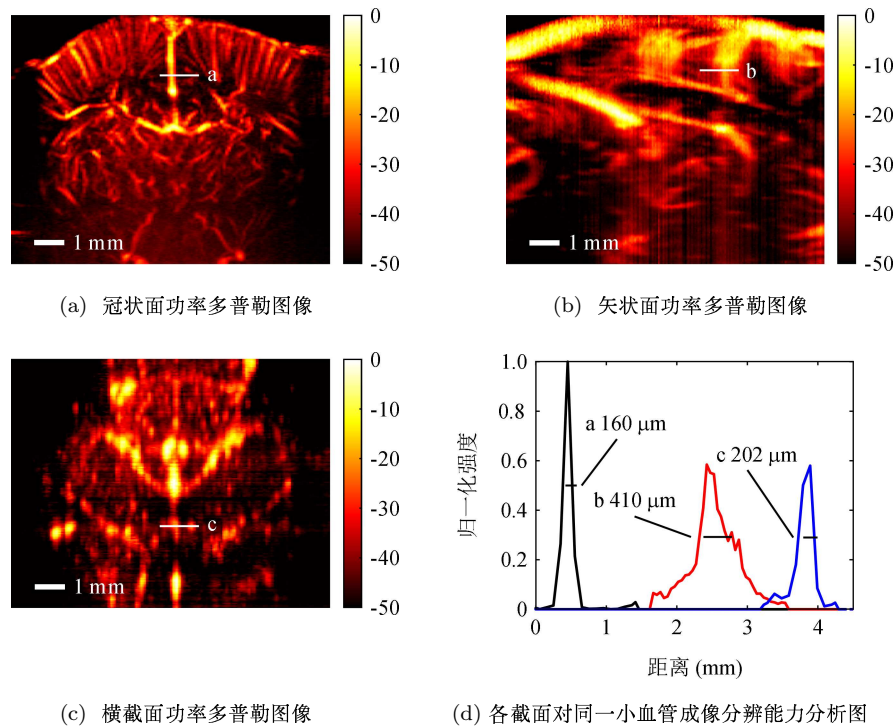 0
-10
-20
-30
-40
-50
a
1 mm
(a) 冠状面功率多普勒图像
0
-10
-20
-30
-40
-50
b
1 mm
(b) 矢状面功率多普勒图像
0
-10
-20
-30
-40
-50
c
1 mm
(c) 横截面功率多普勒图像
1.0
0.8
0.6
0.4
0.2
0
归一化强度
a 160 μm
b 410 μm
c 202 μm
0 1 2 3 4
距离 (mm)
(d) 各截面对同一小血管成像分辨能力分析图